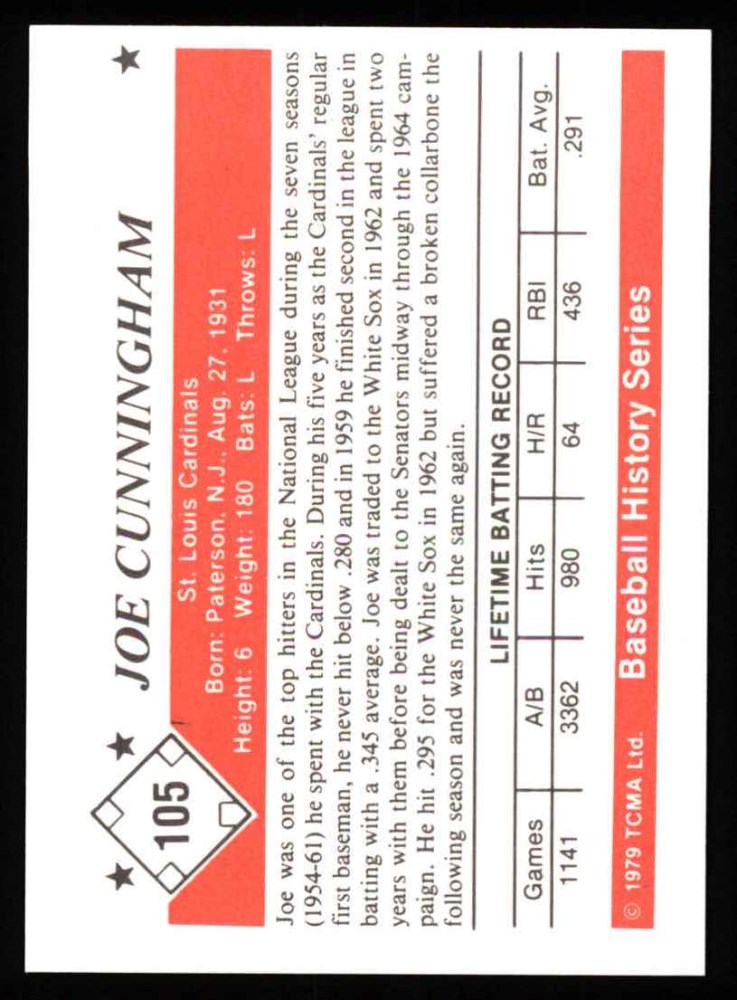 105
JOE CUNNINGHAM
St. Louis Cardinals
Born: Paterson, N.J., Aug. 27, 1931
Height: 6 Weight: 180 Bats: L Throws: L
Joe was one of the top hitters in the National League during the seven seasons
(1954-61) he spent with the Cardinals. During his five years as the Cardinals' regular
first baseman, he never hit below .280 and in 1959 he finished second in the league in
batting with a .345 average. Joe was traded to the White Sox in 1962 and spent two
years with them before being dealt to the Senators midway through the 1964 cam-
paign. He hit .295 for the White Sox in 1962 but suffered a broken collarbone the
following season and was never the same again.
LIFETIME BATTING RECORD
Games A/B Hits H/R RBI Bat. Avg.
1141 3362 980 64 436 .291
© 1979 TCMA Ltd. Baseball History Series